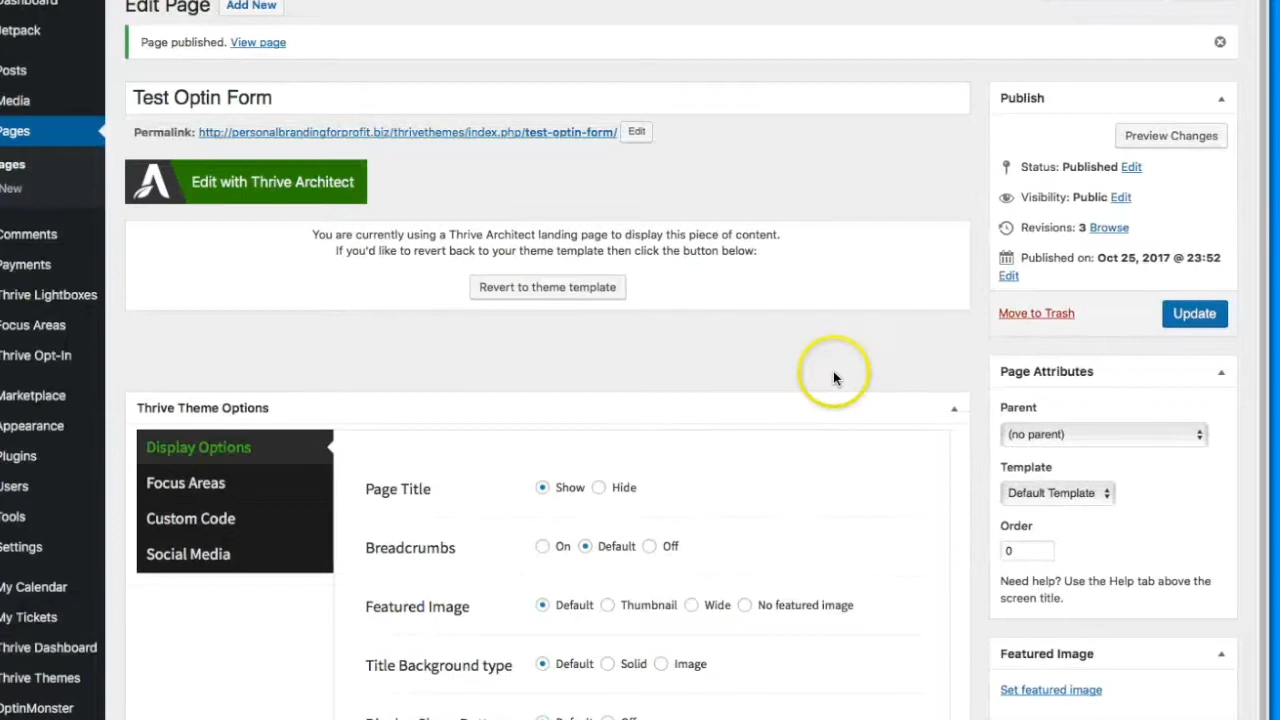 Dashboard
Jetpack
Posts
Media
Pages
Pages
New
Comments
Payments
Thrive Lightboxes
Focus Areas
Thrive Opt-In
Marketplace
Appearance
Plugins
Users
Tools
Settings
My Calendar
My Tickets
Thrive Dashboard
Thrive Themes
OptinMonster
Edit Page Add New
Page published. View page
Test Optin Form
Permalink: http://personalbrandingforprofit.biz/thrivethemes/index.php/test-optin-form/ Edit
Edit with Thrive Architect
You are currently using a Thrive Architect landing page to display this piece of content.
If you'd like to revert back to your theme template then click the button below:
Revert to theme template
Thrive Theme Options
Display Options
Focus Areas
Custom Code
Social Media
Page Title Show Hide
Breadcrumbs On Default Off
Featured Image Default Thumbnail Wide No featured image
Title Background type Default Solid Image
Default Off
Publish
Preview Changes
Status: Published Edit
Visibility: Public Edit
Revisions: 3 Browse
Published on: Oct 25, 2017 @ 23:52
Edit
Move to Trash Update
Page Attributes
Parent
(no parent)
Template
Default Template
Order
0
Need help? Use the Help tab above the
screen title.
Featured Image
Set featured image